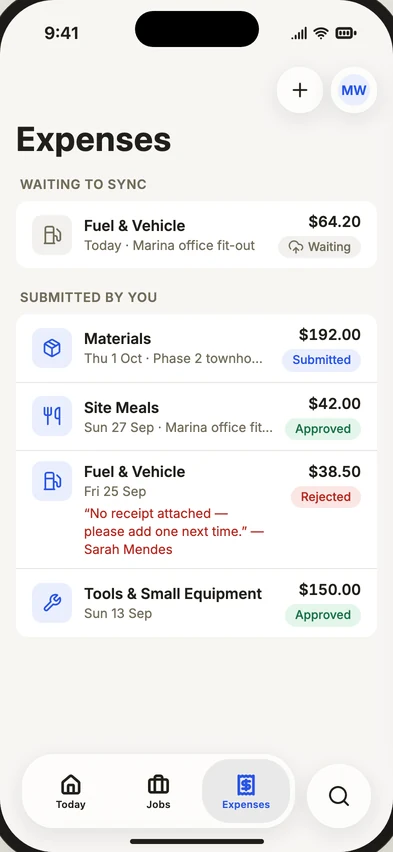 9:41
MW
Expenses
WAITING TO SYNC
Fuel & Vehicle
$64.20
Today · Marina office fit-out
Waiting
SUBMITTED BY YOU
Materials
$192.00
Thu 1 Oct · Phase 2 townho...
Submitted
Site Meals
$42.00
Sun 27 Sep · Marina office fit...
Approved
Fuel & Vehicle
$38.50
Fri 25 Sep
Rejected
“No receipt attached —
please add one next time.” —
Sarah Mendes
Tools & Small Equipment
$150.00
Sun 13 Sep
Approved
Today
Jobs
Expenses